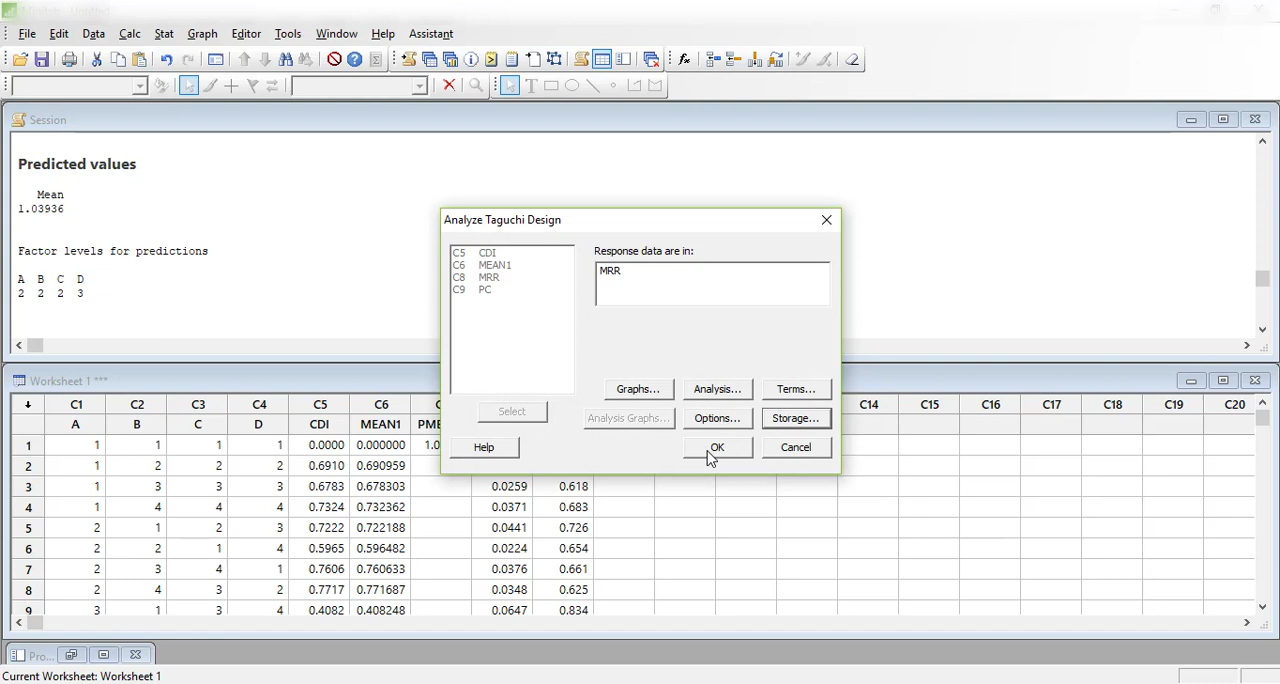 File Edit Data Calc Stat Graph Editor Tools Window Help Assistant
Session
Predicted values
Mean
1.03936
Factor levels for predictions
A B C D
2 2 2 3
Analyze Taguchi Design
C5 CDI
C6 MEAN1
C8 MRR
C9 PC
Response data are in:
MRR
Graphs... Analysis... Terms...
Select Analysis Graphs... Options... Storage...
Help OK Cancel
Worksheet 1 ***
C1 C2 C3 C4 C5 C6 C14 C15 C16 C17 C18 C19 C20
A B C D CDI MEAN1
1 1 1 1 1 0.0000 0.000000
2 1 2 2 2 0.6910 0.690959
3 1 3 3 3 0.6783 0.678303 0.0259 0.618
4 1 4 4 4 0.7324 0.732362 0.0371 0.683
5 2 1 2 3 0.7222 0.722188 0.0441 0.726
6 2 2 1 4 0.5965 0.596482 0.0224 0.654
7 2 3 4 1 0.7606 0.760633 0.0376 0.661
8 2 4 3 2 0.7717 0.771687 0.0348 0.625
9 3 1 3 4 0.4082 0.408248 0.0647 0.834
Pro...
Current Worksheet: Worksheet 1